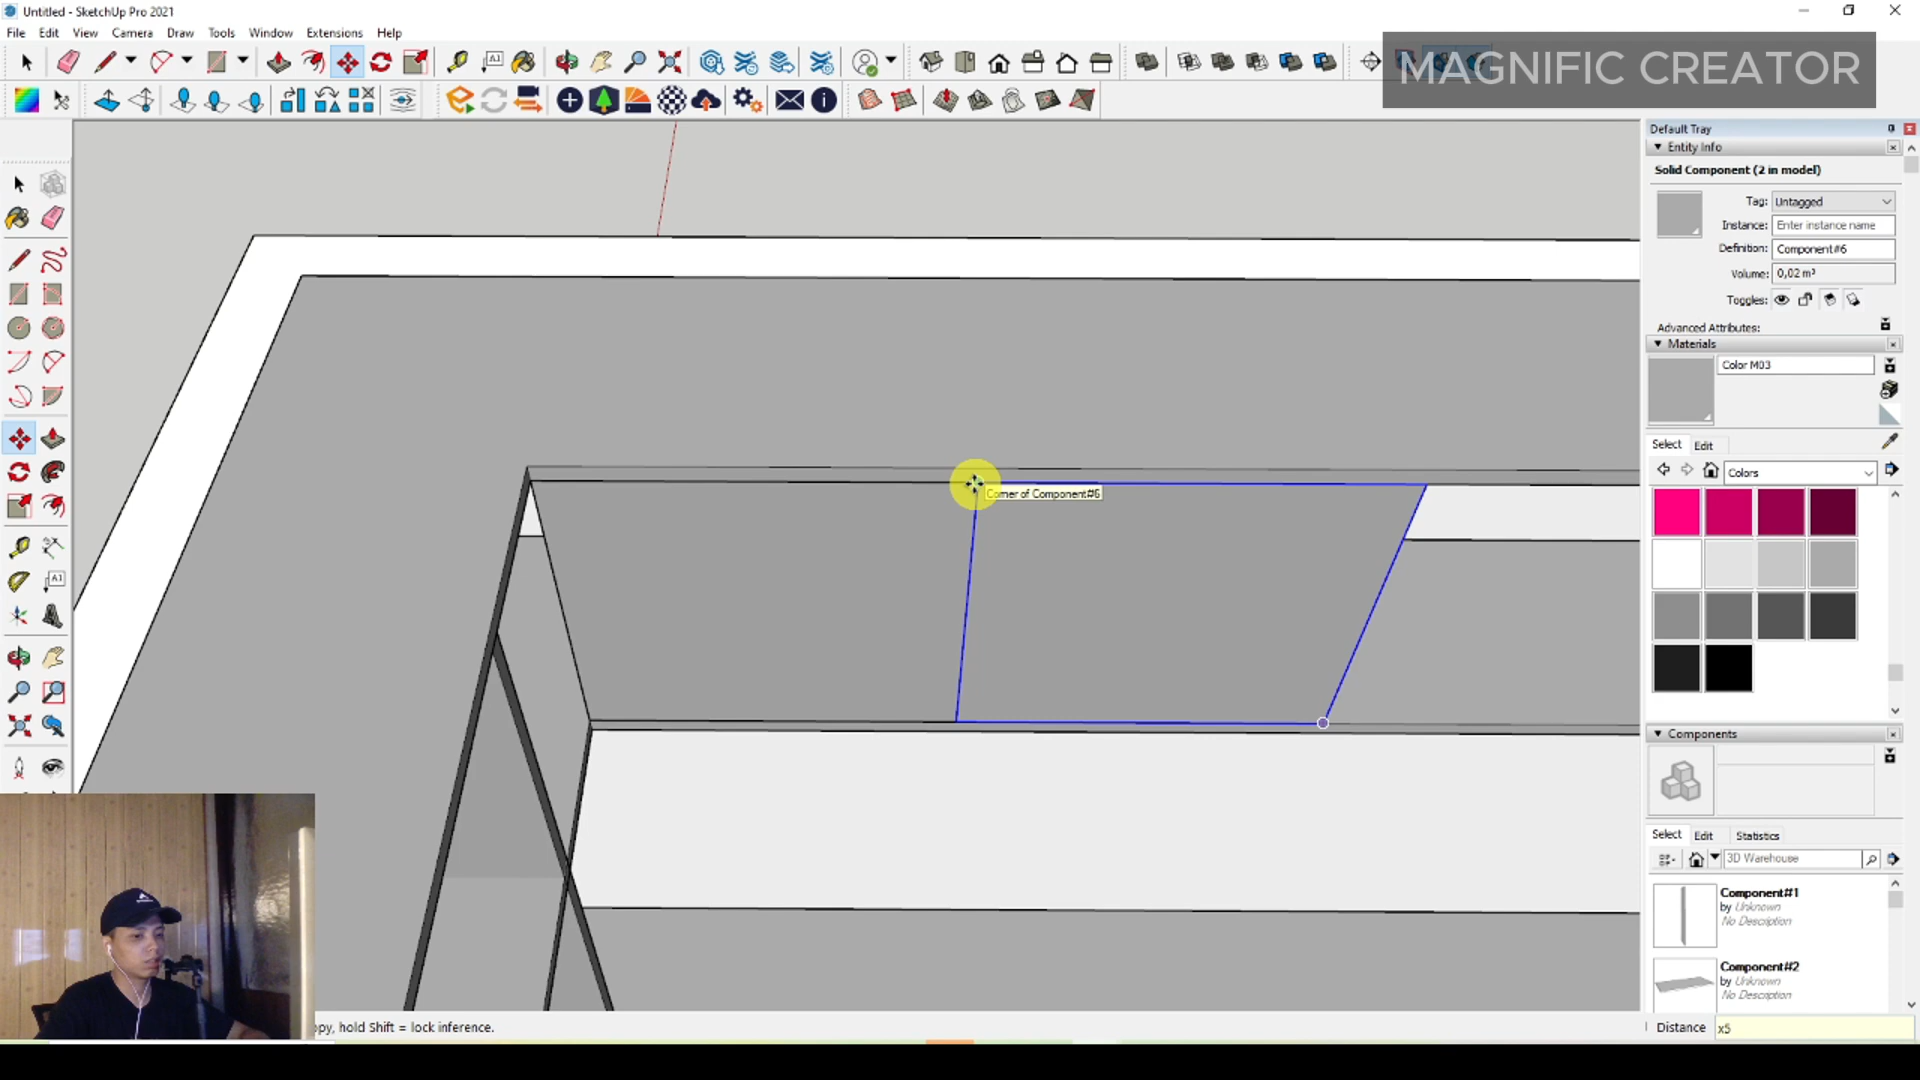 Untitled - SketchUp Pro 2021
File Edit View Camera Draw Tools Window Extensions Help
MAGNIFIC CREATOR
Default Tray
Entity Info
Solid Component (2 in model)
Tag: Untagged
Instance: Enter instance name
Definition: Component#6
Volume: 0,02 m³
Toggles:
Advanced Attributes:
Materials
Color M03
Select Edit
Colors
Corner of Component#6
Components
Select Edit Statistics
3D Warehouse
Component#1
by Unknown
No Description
Component#2
by Unknown
No Description
opy, hold Shift = lock inference.
Distance x5